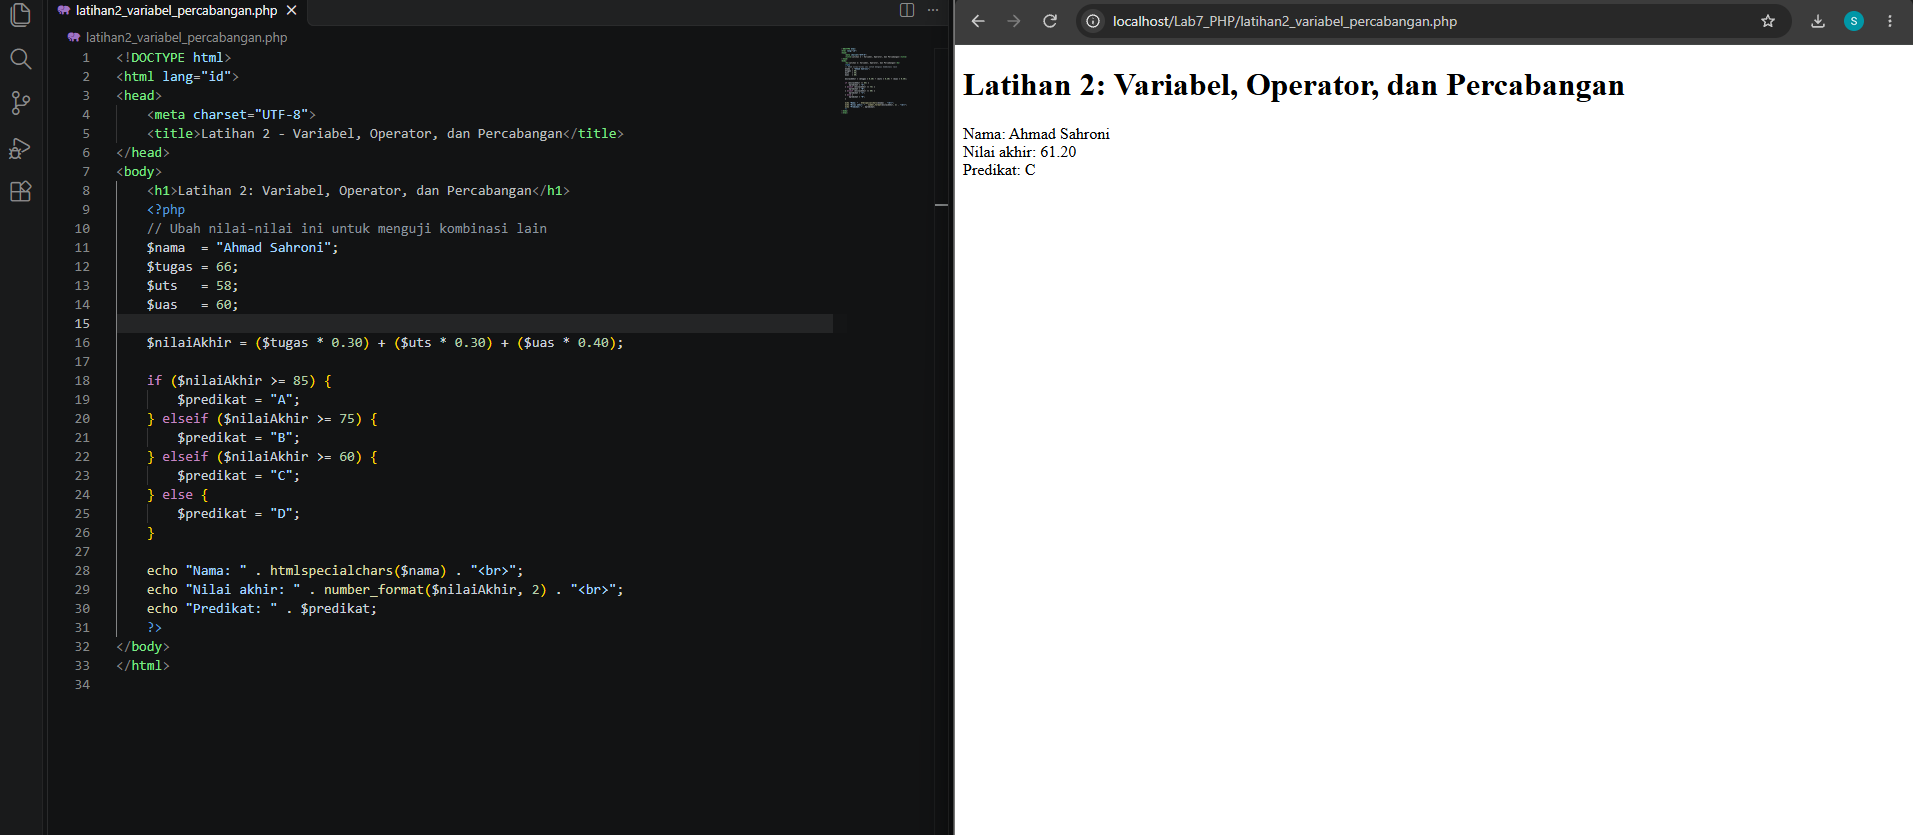 latihan2_variabel_percabangan.php
latihan2_variabel_percabangan.php
1 <!DOCTYPE html>
2 <html lang="id">
3 <head>
4 <meta charset="UTF-8">
5 <title>Latihan 2 - Variabel, Operator, dan Percabangan</title>
6 </head>
7 <body>
8 <h1>Latihan 2: Variabel, Operator, dan Percabangan</h1>
9 <?php
10 // Ubah nilai-nilai ini untuk menguji kombinasi lain
11 $nama  = "Ahmad Sahroni";
12 $tugas = 66;
13 $uts   = 58;
14 $uas   = 60;
15
16 $nilaiAkhir = ($tugas * 0.30) + ($uts * 0.30) + ($uas * 0.40);
17
18 if ($nilaiAkhir >= 85) {
19 $predikat = "A";
20 } elseif ($nilaiAkhir >= 75) {
21 $predikat = "B";
22 } elseif ($nilaiAkhir >= 60) {
23 $predikat = "C";
24 } else {
25 $predikat = "D";
26 }
27
28 echo "Nama: " . htmlspecialchars($nama) . "<br>";
29 echo "Nilai akhir: " . number_format($nilaiAkhir, 2) . "<br>";
30 echo "Predikat: " . $predikat;
31 ?>
32 </body>
33 </html>
34
localhost/Lab7_PHP/latihan2_variabel_percabangan.php
S
Latihan 2: Variabel, Operator, dan Percabangan
Nama: Ahmad Sahroni
Nilai akhir: 61.20
Predikat: C